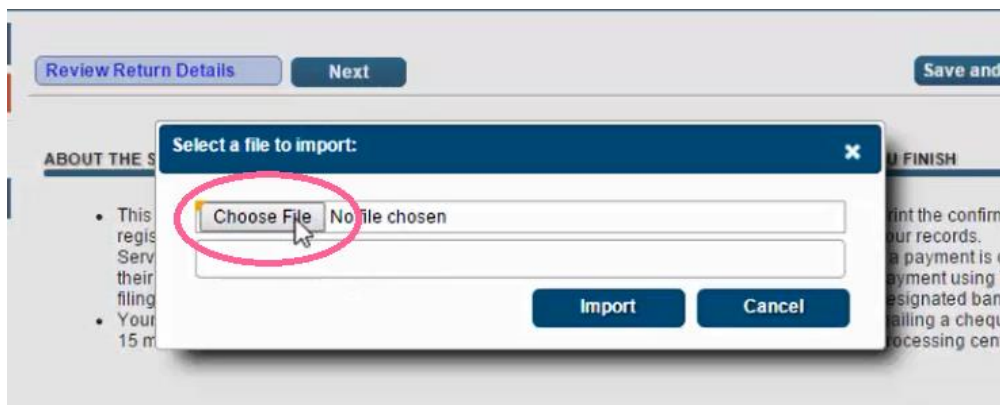 Review Return Details Next Save and
Select a file to import:
ABOUT THE S
U FINISH
Choose File No file chosen
• This
regis
Serv
their
filing
• Your
15 m
rint the confirm
our records.
a payment is
ayment using
esignated ban
ailing a chequ
rocessing cen
Import Cancel